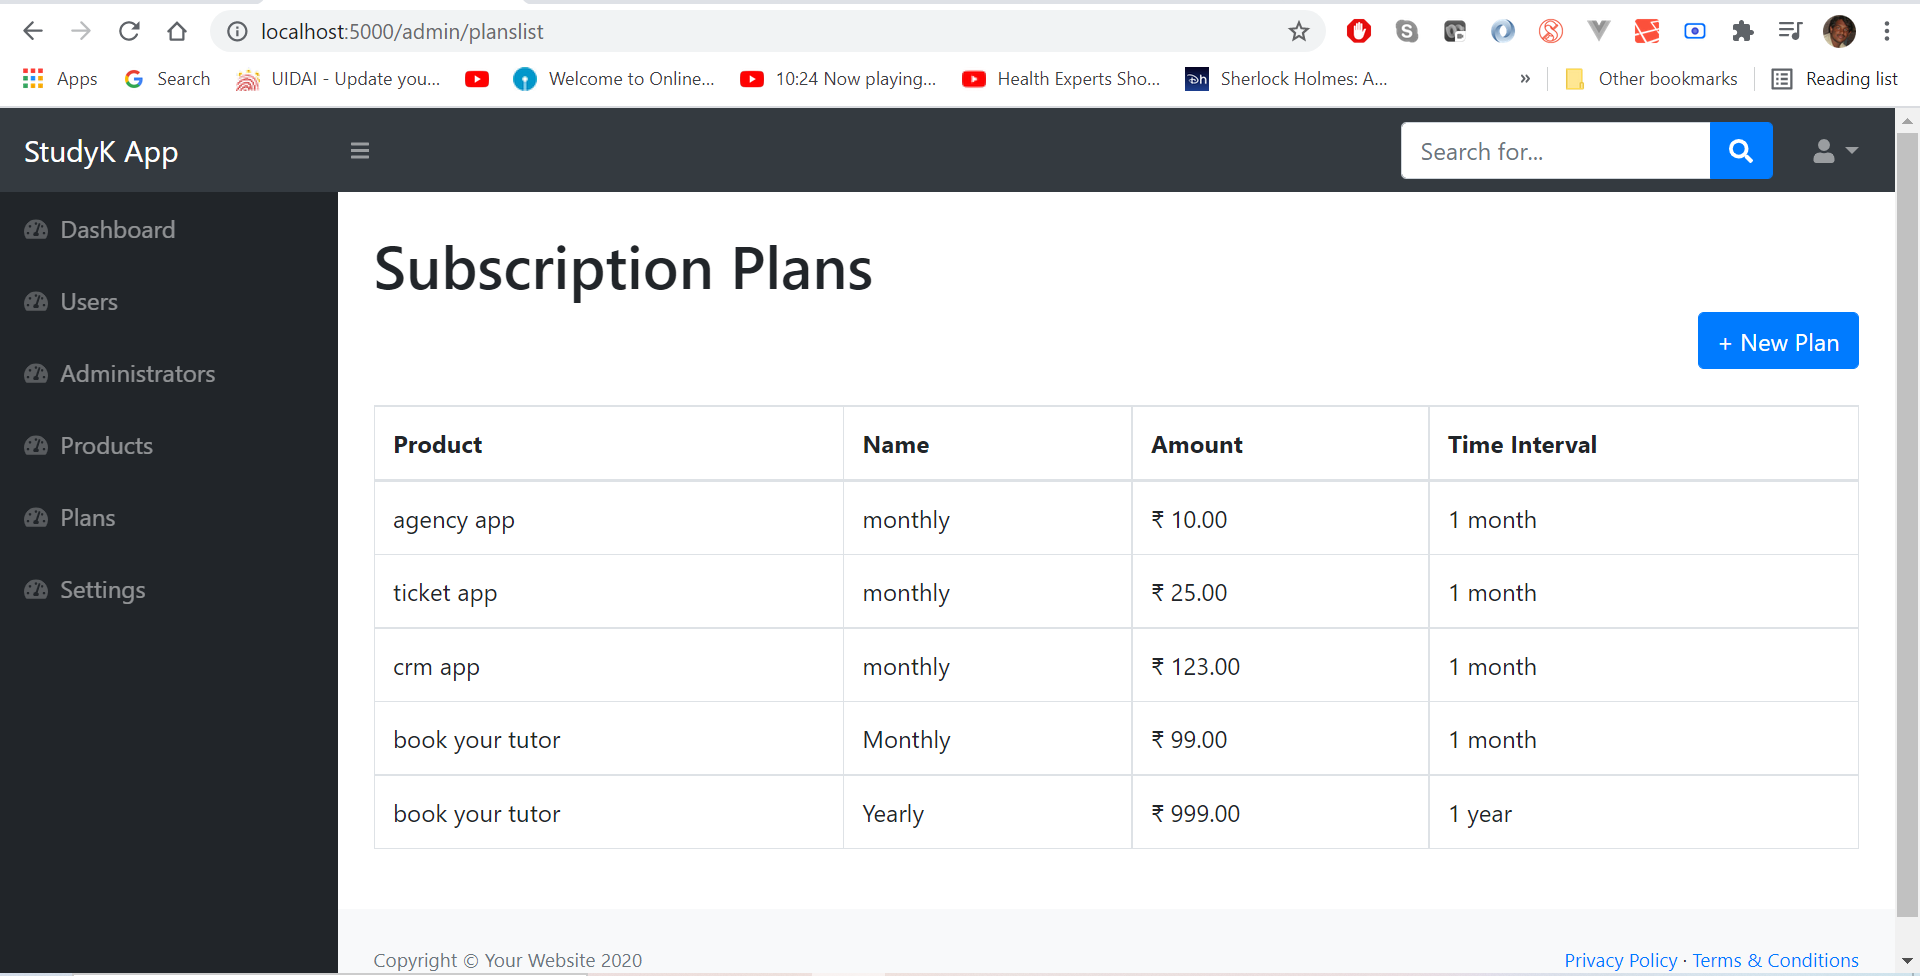 localhost:5000/admin/planslist
Apps Search UIDAI - Update you... Welcome to Online... 10:24 Now playing... Health Experts Sho... Dh Sherlock Holmes: A... » Other bookmarks Reading list
StudyK App Search for...
Dashboard
Users
Administrators
Products
Plans
Settings
Subscription Plans
+ New Plan
Product Name Amount Time Interval
agency app monthly ₹ 10.00 1 month
ticket app monthly ₹ 25.00 1 month
crm app monthly ₹ 123.00 1 month
book your tutor Monthly ₹ 99.00 1 month
book your tutor Yearly ₹ 999.00 1 year
Copyright © Your Website 2020 Privacy Policy · Terms & Conditions